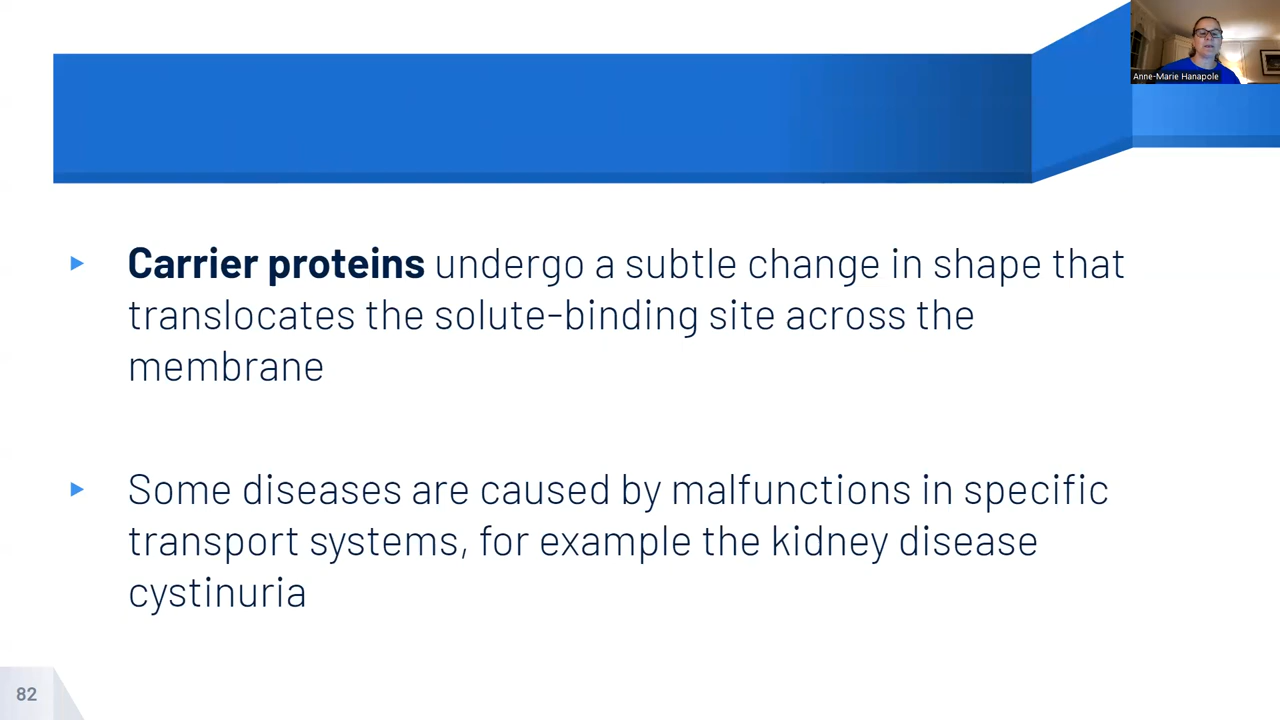 Anne-Marie Hanapole
Carrier proteins undergo a subtle change in shape that
translocates the solute-binding site across the
membrane
Some diseases are caused by malfunctions in specific
transport systems, for example the kidney disease
cystinuria
82